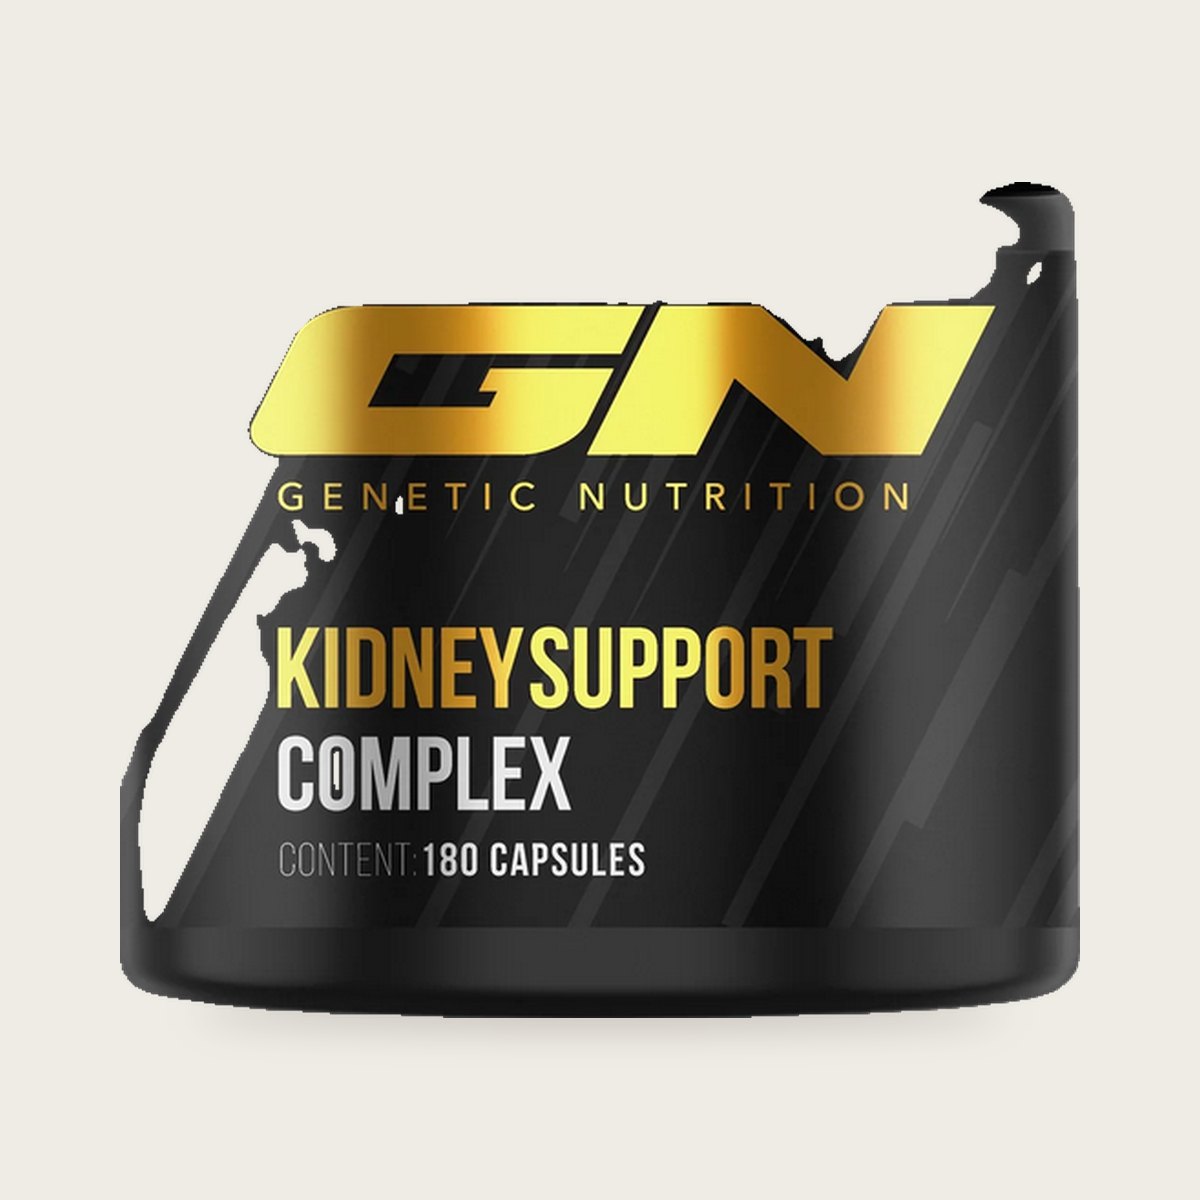 GN
GENETIC NUTRITION
KIDNEYSUPPORT
COMPLEX
CONTENT: 180 CAPSULES